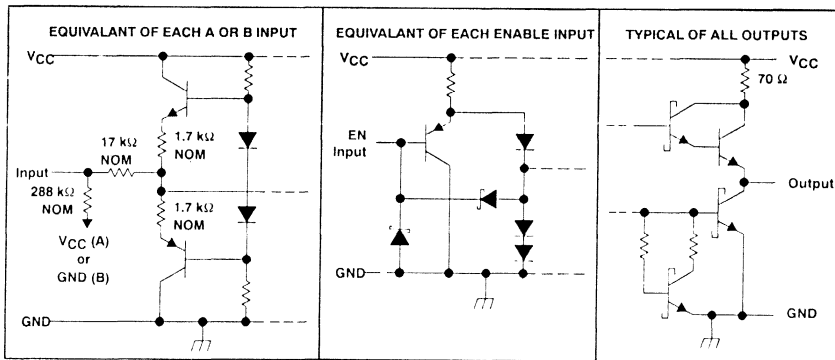 EQUIVALANT OF EACH A OR B INPUT
VCC
17 kΩ
NOM
1.7 kΩ
NOM
Input
288 kΩ
NOM
1.7 kΩ
NOM
VCC (A)
or
GND (B)
GND
EQUIVALANT OF EACH ENABLE INPUT
VCC
EN
Input
GND
TYPICAL OF ALL OUTPUTS
VCC
70 Ω
Output
GND